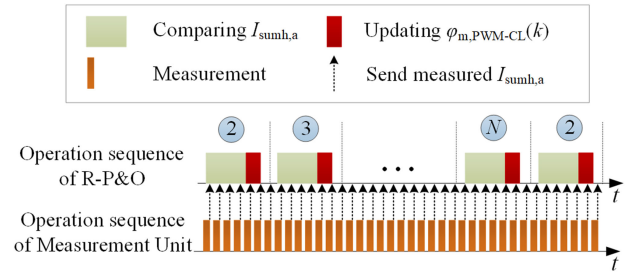 Comparing I_sumh,a
Updating φ_m,PWM-CL(k)
Measurement
Send measured I_sumh,a
2
3
N
2
Operation sequence
of R-P&O
...
t
Operation sequence
of Measurement Unit
t